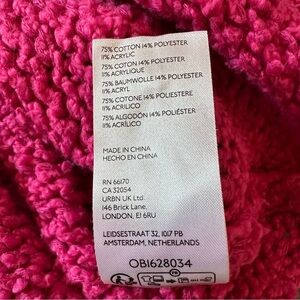 75% COTTON 14% POLYESTER
11% ACRYLIC
75% COTON 14% POLYESTER
11% ACRYLIQUE
75% BAUMWOLLE 14% POLYESTER
11% ACRYL
75% COTONE 14% POLIESTERE
11% ACRILICO
75% ALGODÓN 14% POLIÉSTER
11% ACRÍLICO
MADE IN CHINA
HECHO EN CHINA
RN 66170
CA 32054
URBN UK Ltd.
146 Brick Lane,
LONDON, E1 6RU
LEIDSESTRAAT 32, 1017 PB
AMSTERDAM, NETHERLANDS
OB1628034
FR